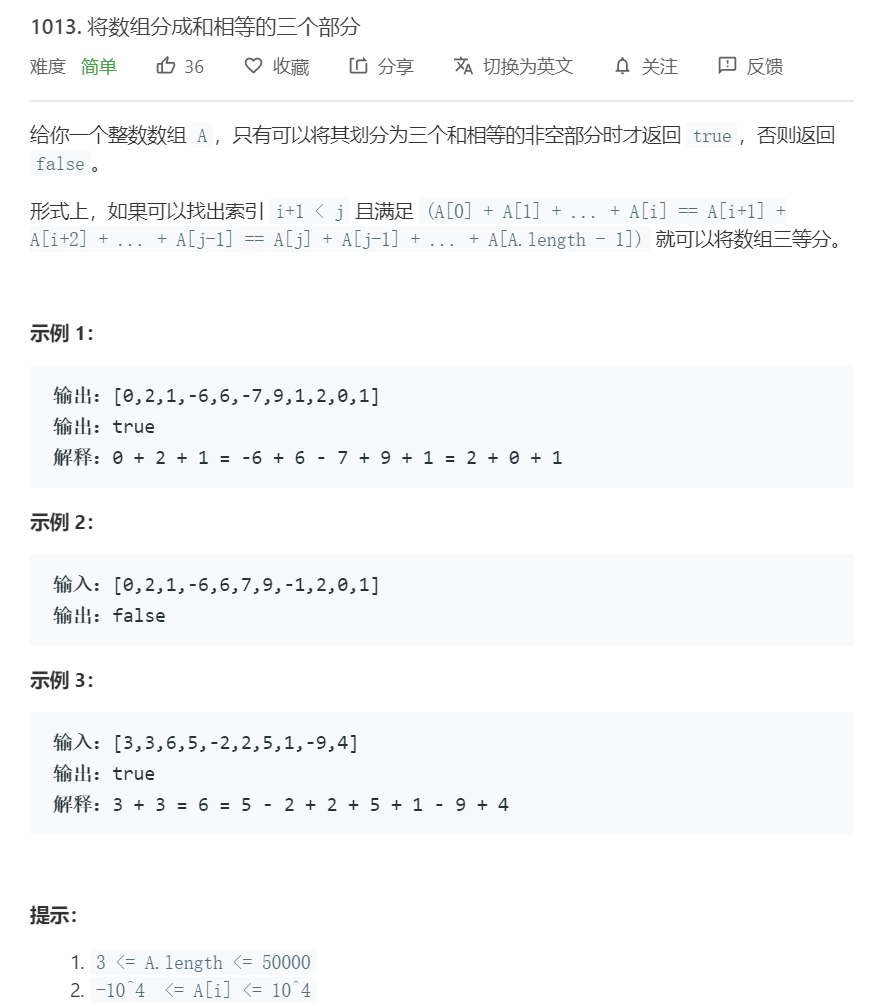 1013. 将数组分成和相等的三个部分
难度 简单 36 收藏 分享 切换为英文 关注 反馈
给你一个整数数组 A，只有可以将其划分为三个和相等的非空部分时才返回 true，否则返回
false。
形式上，如果可以找出索引 i+1 < j 且满足 (A[0] + A[1] + ... + A[i] == A[i+1] +
A[i+2] + ... + A[j-1] == A[j] + A[j-1] + ... + A[A.length - 1]) 就可以将数组三等分。
示例 1：
输出：[0,2,1,-6,6,-7,9,1,2,0,1]
输出：true
解释：0 + 2 + 1 = -6 + 6 - 7 + 9 + 1 = 2 + 0 + 1
示例 2：
输入：[0,2,1,-6,6,7,9,-1,2,0,1]
输出：false
示例 3：
输入：[3,3,6,5,-2,2,5,1,-9,4]
输出：true
解释：3 + 3 = 6 = 5 - 2 + 2 + 5 + 1 - 9 + 4
提示：
1. 3 <= A.length <= 50000
2. -10^4 <= A[i] <= 10^4